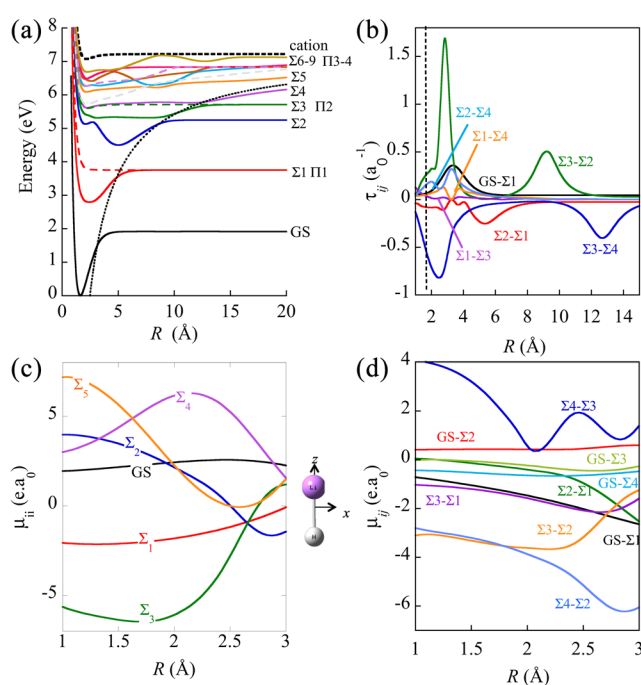 (a)
8
7
6
5
4
3
2
1
0
Energy (eV)
0
5
10
15
20
R (Å)
cation
Σ6-9 Π3-4
Σ5
Σ4
Σ3 Π2
Σ2
Σ1 Π1
GS
(b)
1.5
1
0.5
0
-0.5
-1
τij (a0-1)
2
4
6
8
10
12
14
R (Å)
Σ2-Σ4
Σ1-Σ4
Σ3-Σ2
GS-Σ1
Σ2-Σ1
Σ3-Σ4
Σ1-Σ3
(c)
5
0
-5
μii (e.a0)
1
1.5
2
2.5
3
R (Å)
Σ5
Σ4
Σ2
GS
Σ1
Σ3
z
Li
x
H
(d)
4
2
0
-2
-4
-6
μij (e.a0)
1
1.5
2
2.5
3
R (Å)
Σ4-Σ3
GS-Σ2
GS-Σ3
GS-Σ4
Σ2-Σ1
Σ3-Σ1
Σ3-Σ2
GS-Σ1
Σ4-Σ2